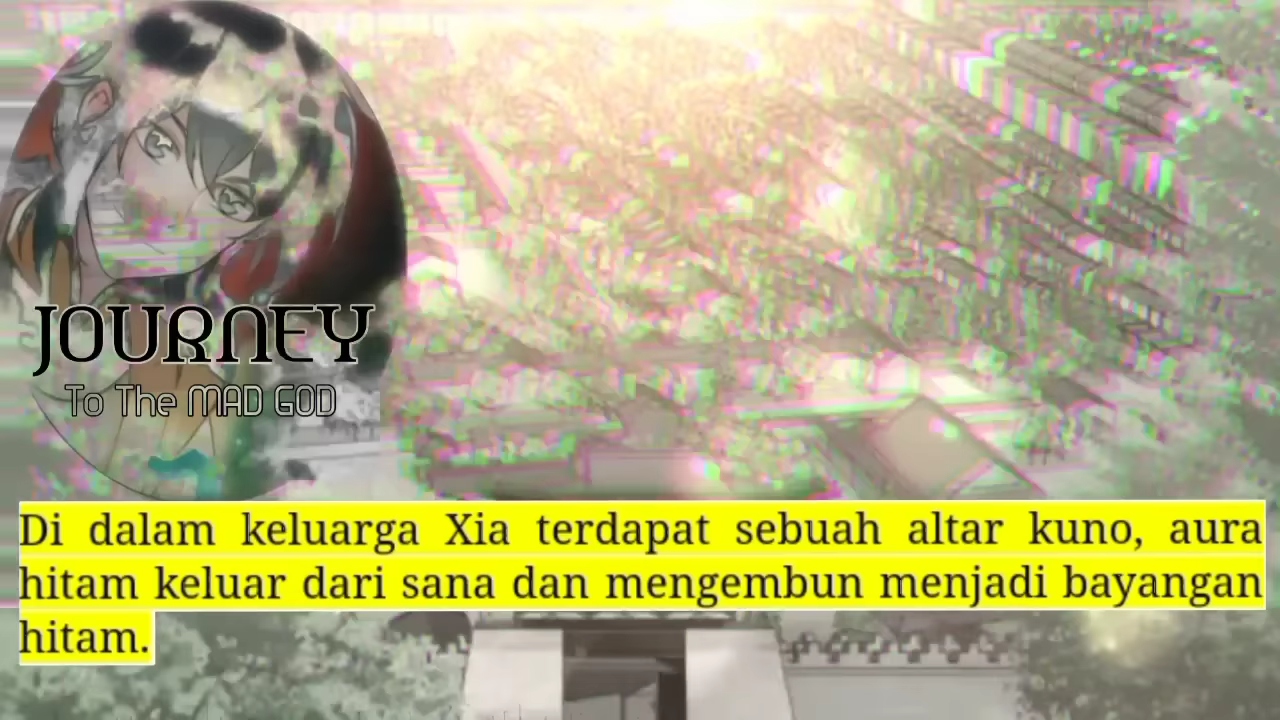 JOURNEY
To The MAD GOD
Di dalam keluarga Xia terdapat sebuah altar kuno, aura
hitam keluar dari sana dan mengembun menjadi bayangan
hitam.